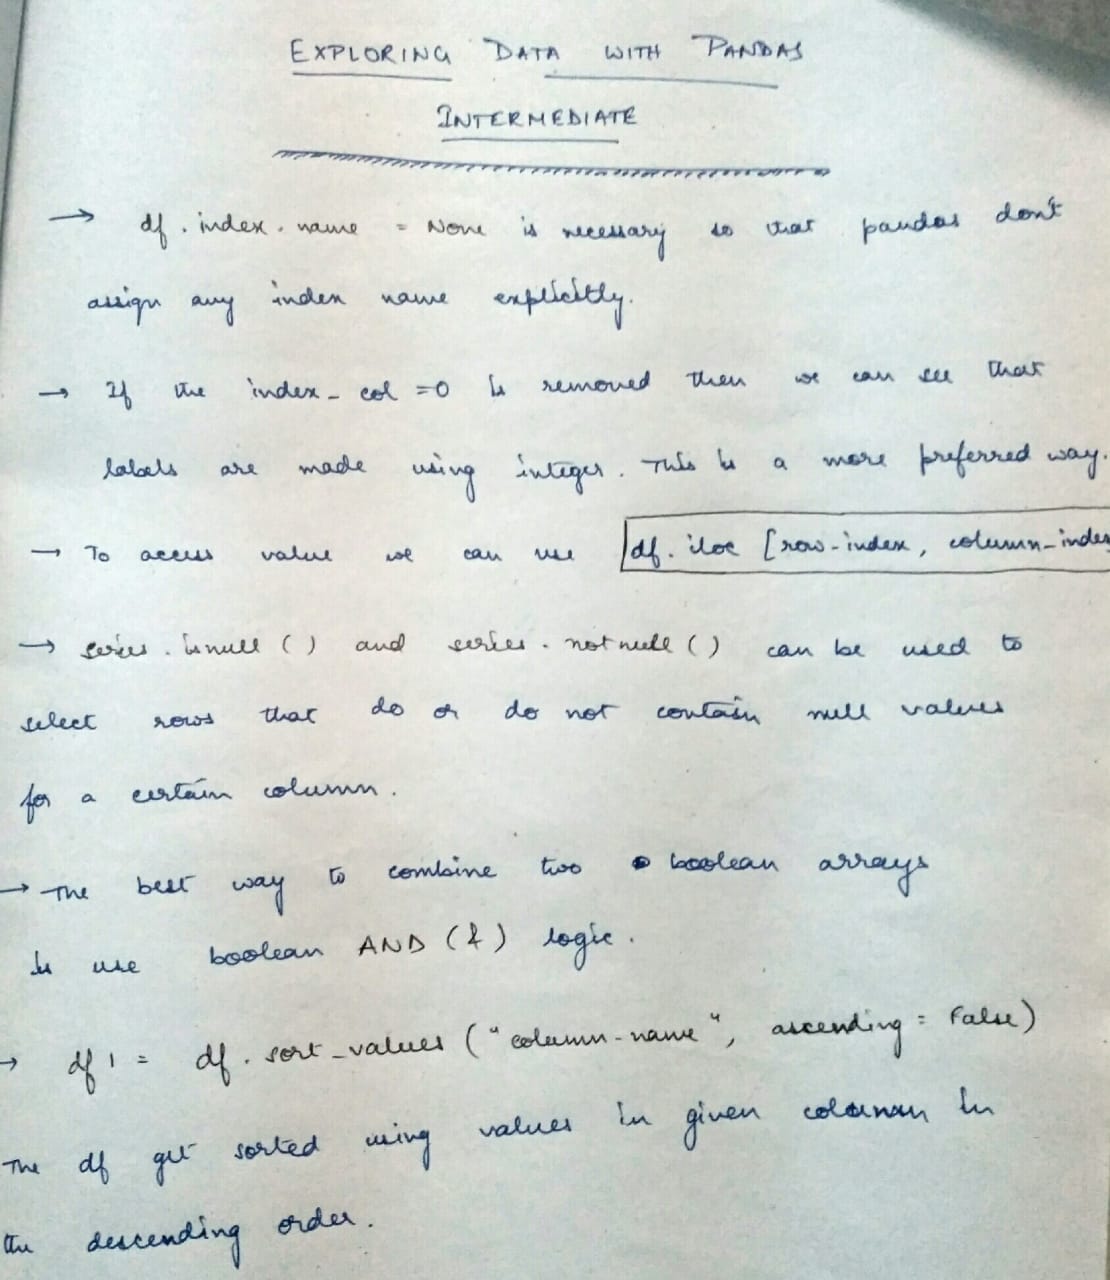 EXPLORING DATA WITH PANDAS
INTERMEDIATE
→ df.index.name = None is necessary so that pandas don't
assign any index name explicitly.
→ If the index_col =0 is removed then we can see that
labels are made using integer. This is a more preferred way.
→ To access value we can use df.iloc [row-index, column-index
→ series.isnull() and series.notnull() can be used to
select rows that do or do not contain null values
for a certain column.
→ The best way to combine two boolean arrays
is use boolean AND (&) logic.
→ df1 = df.sort_values ("column-name", ascending = False)
The df get sorted using values in given column in
the descending order.